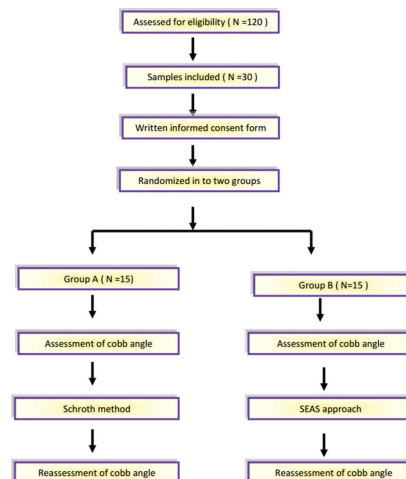 Assessed for eligibility ( N =120)
Samples included ( N =30 )
Written informed consent form
Randomized in to two groups
Group A ( N =15)
Group B ( N=15 )
Assessment of cobb angle
Assessment of cobb angle
Schroth method
SEAS approach
Reassessment of cobb angle
Reassessment of cobb angle